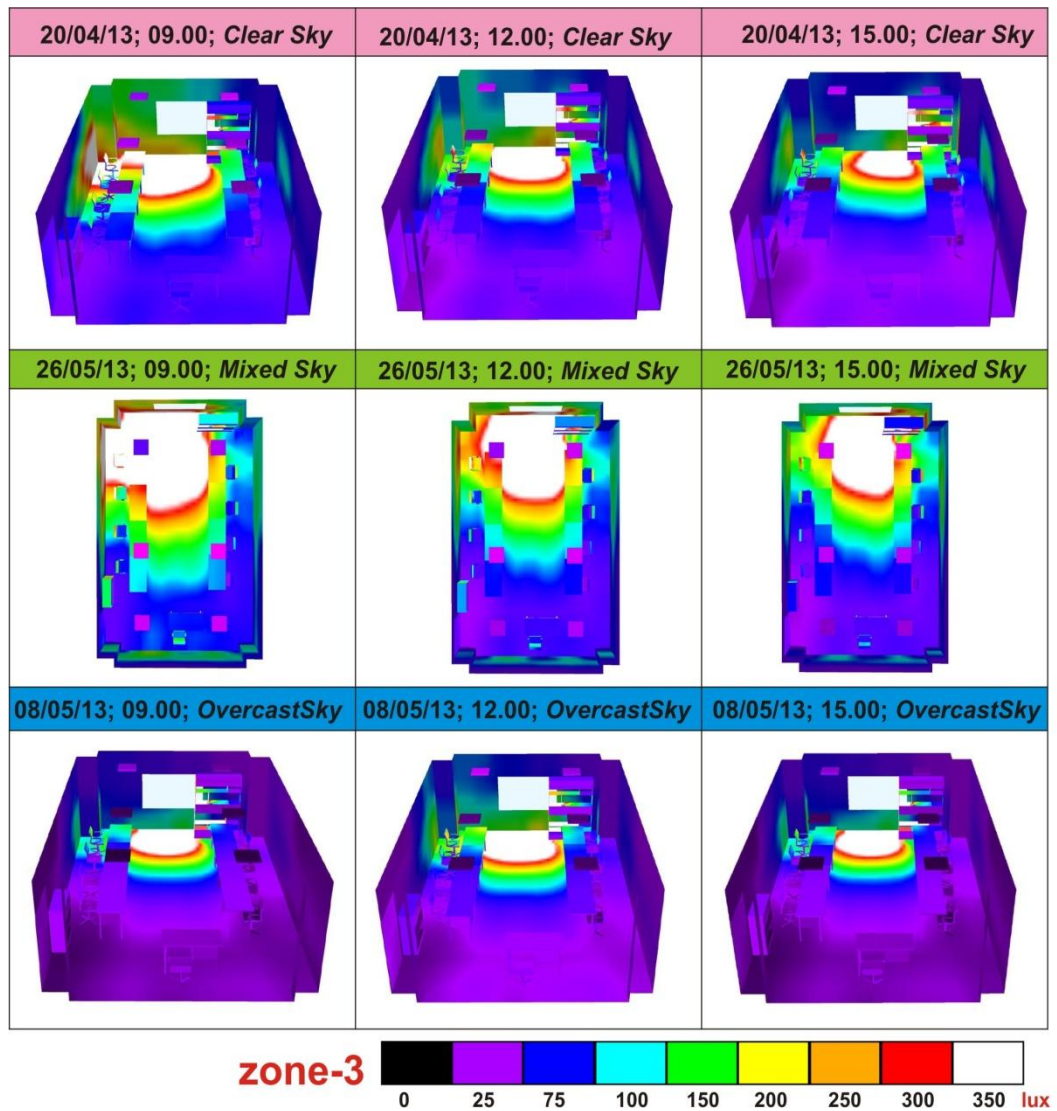 20/04/13; 09.00; Clear Sky
20/04/13; 12.00; Clear Sky
20/04/13; 15.00; Clear Sky
26/05/13; 09.00; Mixed Sky
26/05/13; 12.00; Mixed Sky
26/05/13; 15.00; Mixed Sky
08/05/13; 09.00; OvercastSky
08/05/13; 12.00; OvercastSky
08/05/13; 15.00; OvercastSky
zone-3
0 25 75 100 150 200 250 300 350 lux